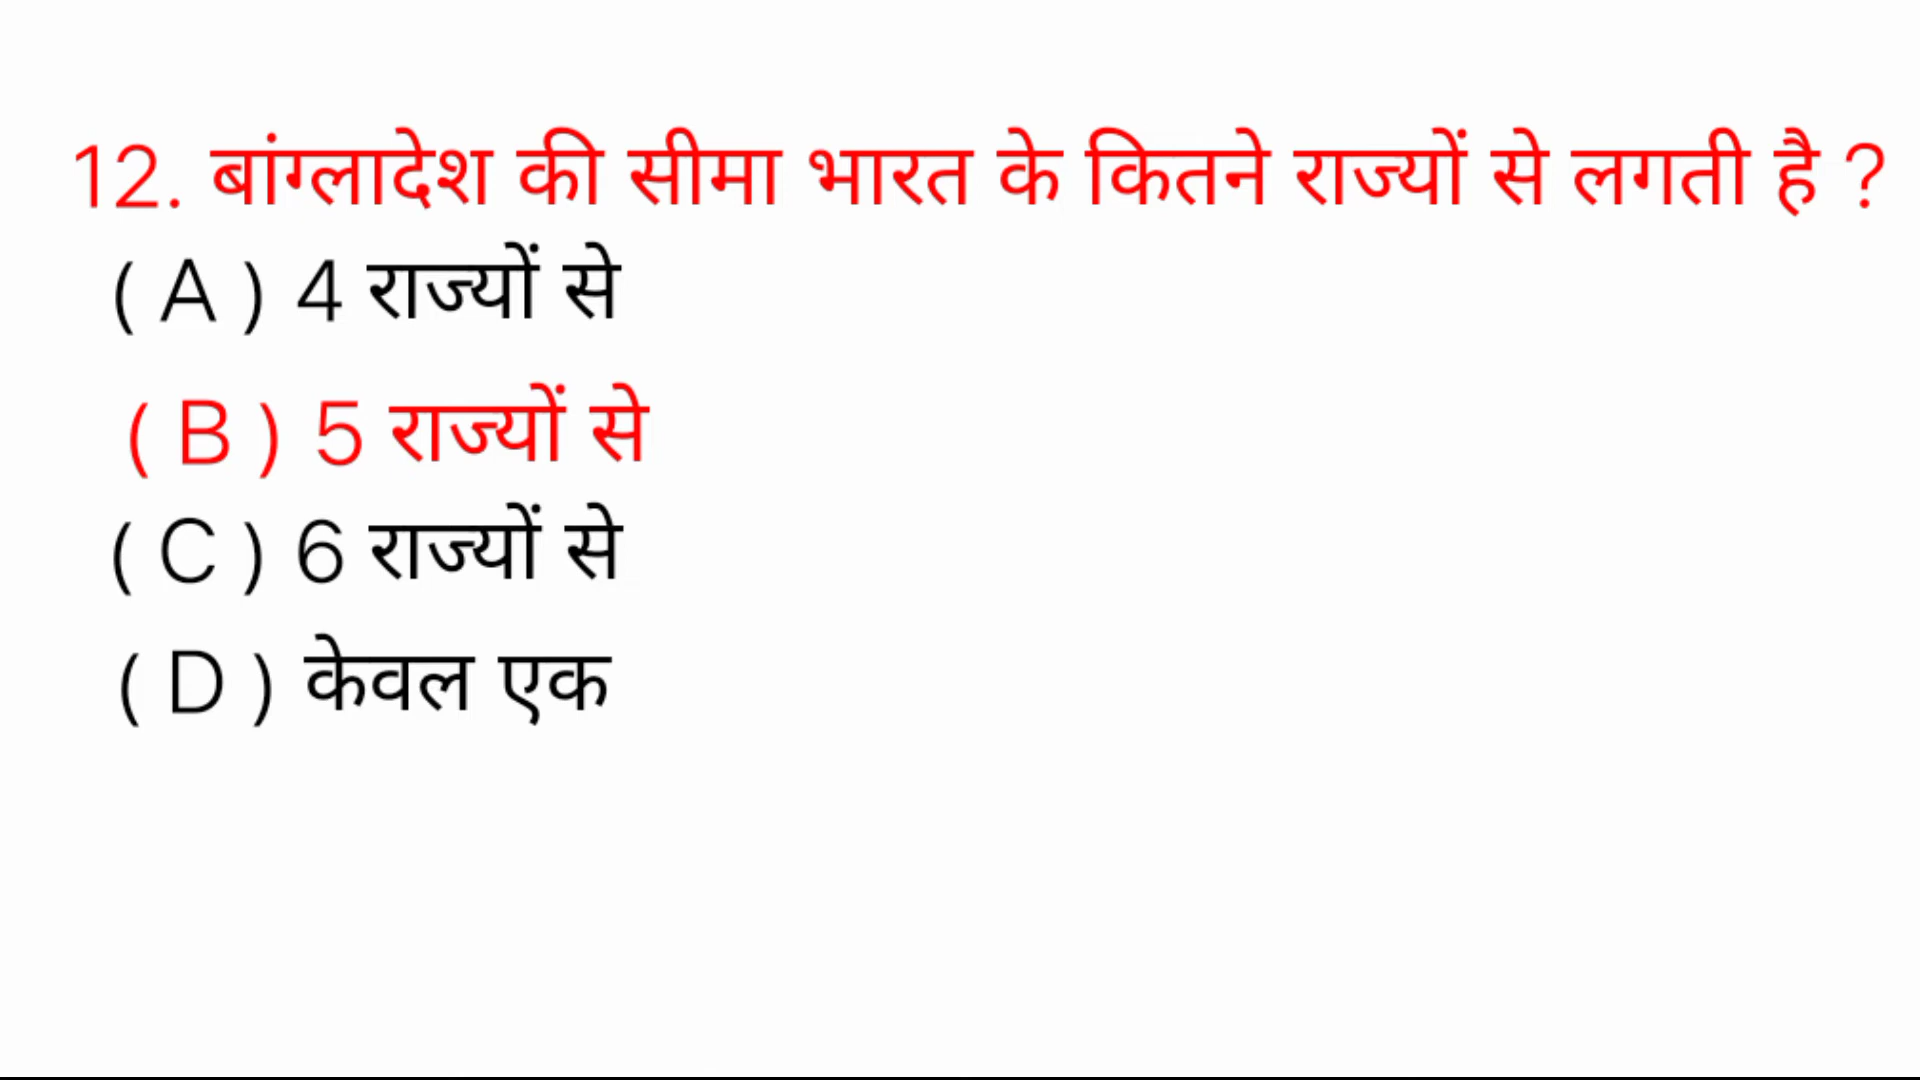 12. बांग्लादेश की सीमा भारत के कितने राज्यों से लगती है ?
( A ) 4 राज्यों से
( B ) 5 राज्यों से
( C ) 6 राज्यों से
( D ) केवल एक